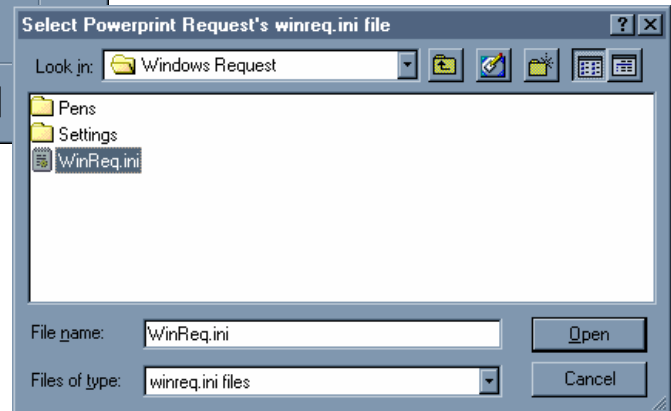 Select Powerprint Request's winreq.ini file
Look in: Windows Request
Pens
Settings
WinReq.ini
File name: WinReq.ini Open
Files of type: winreq.ini files Cancel